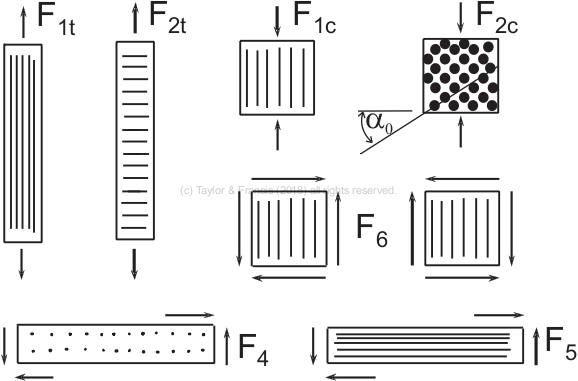 F1t
F2t
F1c
F2c
α0
(c) Taylor & Francis (2018) all rights reserved.
F6
F4
F5